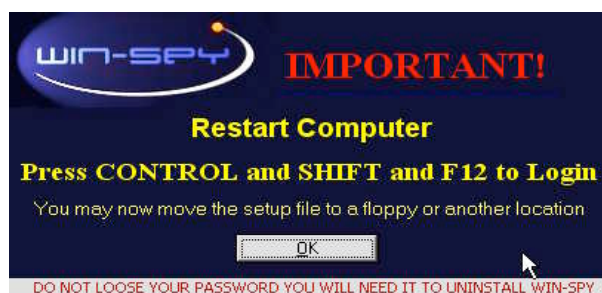 WIN-SPY
IMPORTANT!
Restart Computer
Press CONTROL and SHIFT and F12 to Login
You may now move the setup file to a floppy or another location
OK
DO NOT LOOSE YOUR PASSWORD YOU WILL NEED IT TO UNINSTALL WIN-SPY